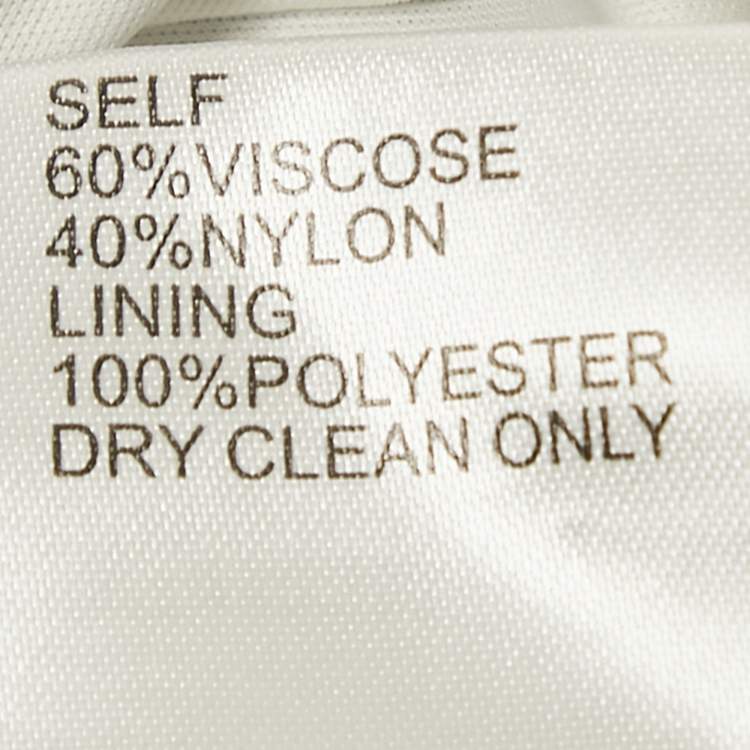 SELF
60%VISCOSE
40%NYLON
LINING
100%POLYESTER
DRY CLEAN ONLY